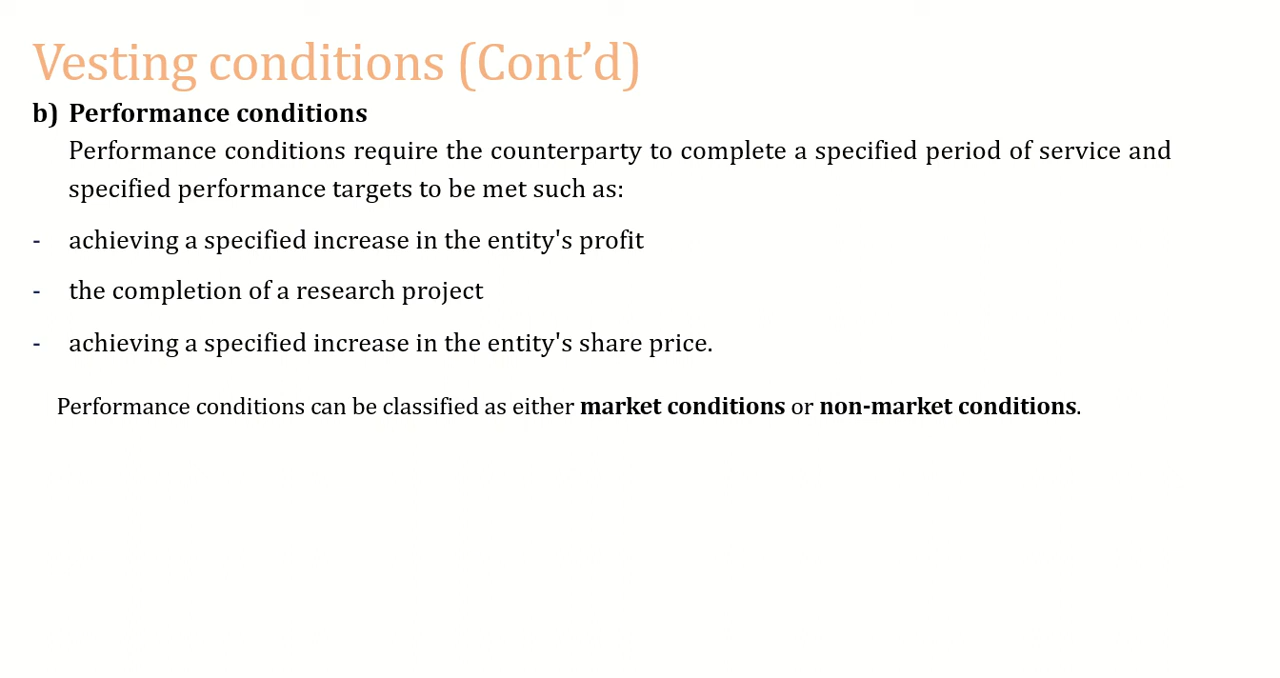 Vesting conditions (Cont’d)
b) Performance conditions
Performance conditions require the counterparty to complete a specified period of service and
specified performance targets to be met such as:
- achieving a specified increase in the entity's profit
- the completion of a research project
- achieving a specified increase in the entity's share price.
Performance conditions can be classified as either market conditions or non-market conditions.